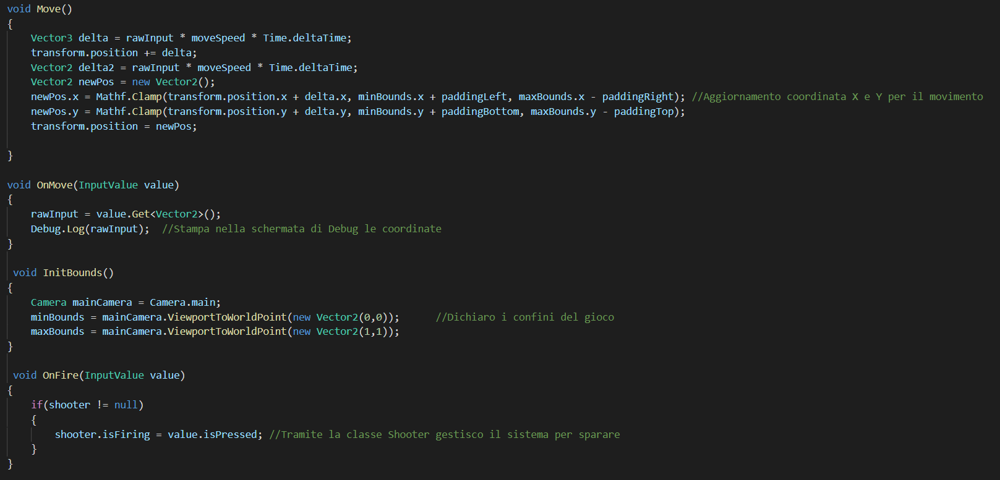 void Move()
{
    Vector3 delta = rawInput * moveSpeed * Time.deltaTime;
    transform.position += delta;
    Vector2 delta2 = rawInput * moveSpeed * Time.deltaTime;
    Vector2 newPos = new Vector2();
    newPos.x = Mathf.Clamp(transform.position.x + delta.x, minBounds.x + paddingLeft, maxBounds.x - paddingRight); //Aggiornamento coordinata X e Y per il movimento
    newPos.y = Mathf.Clamp(transform.position.y + delta.y, minBounds.y + paddingBottom, maxBounds.y - paddingTop);
    transform.position = newPos;

}

void OnMove(InputValue value)
{
    rawInput = value.Get<Vector2>();
    Debug.Log(rawInput);  //Stampa nella schermata di Debug le coordinate
}

 void InitBounds()
{
    Camera mainCamera = Camera.main;
    minBounds = mainCamera.ViewportToWorldPoint(new Vector2(0,0));      //Dichiaro i confini del gioco
    maxBounds = mainCamera.ViewportToWorldPoint(new Vector2(1,1));
}

 void OnFire(InputValue value)
{
    if(shooter != null)
    {
        shooter.isFiring = value.isPressed; //Tramite la classe Shooter gestisco il sistema per sparare
    }
}